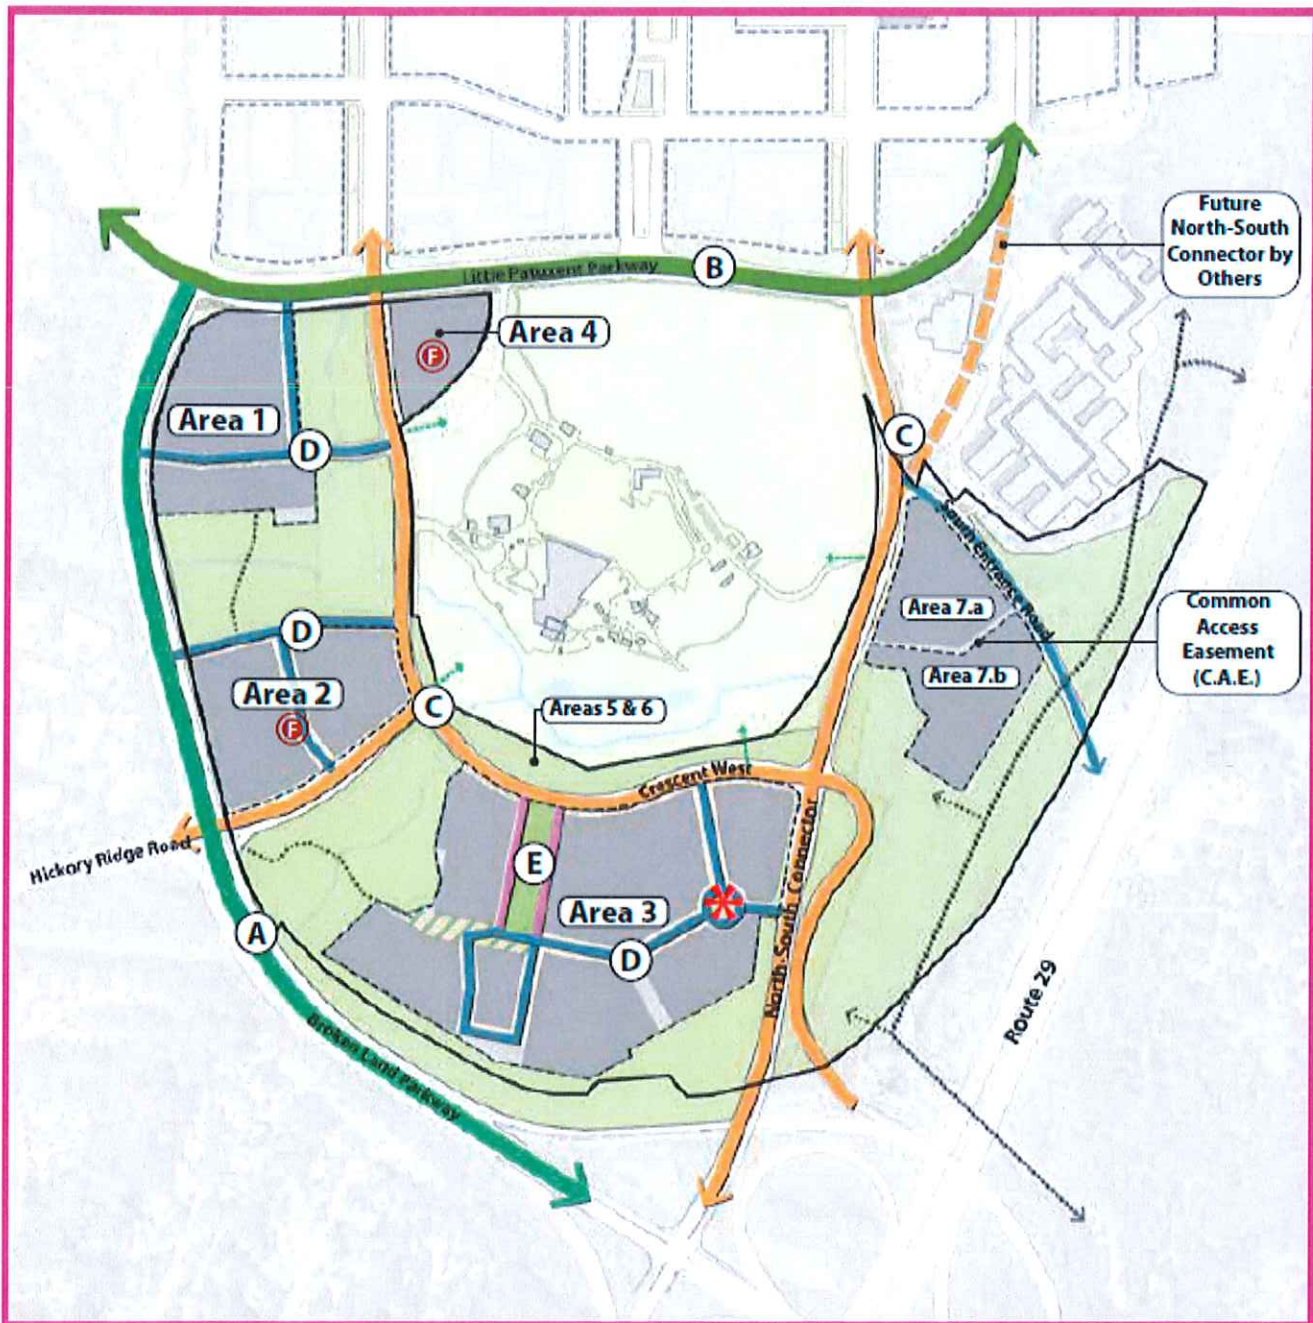 Future
North-South
Connector by
Others
Little Patuxent Parkway
B
Area 4
F
Area 1
D
C
South Entrance Road
Area 7.a
Common
Access
Easement
(C.A.E.)
Area 7.b
D
Area 2
F
C
Areas 5 & 6
Crescent West
Hickory Ridge Road
E
Area 3
D
A
North-South Connector
Route 29
Broken Land Parkway